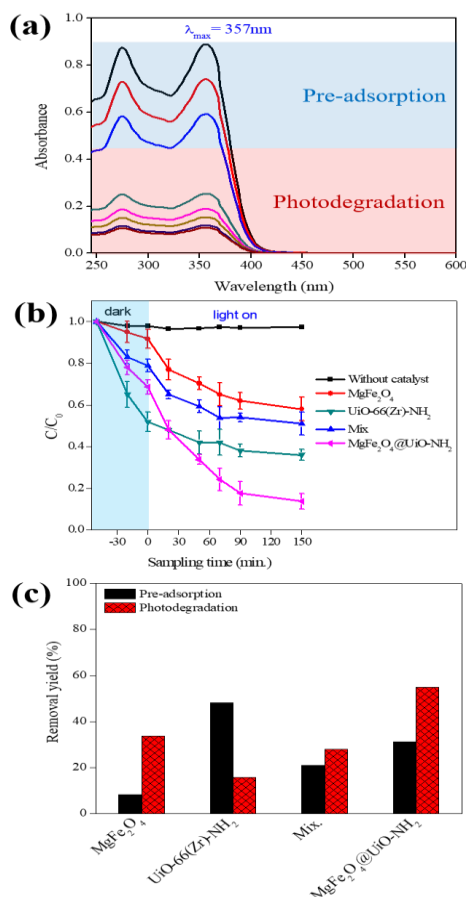 (a)
λmax = 357nm
1.0
0.8
0.6
0.4
0.2
0.0
Absorbance
Pre-adsorption
Photodegradation
250 300 350 400 450 500 550 600
Wavelength (nm)
(b)
dark
light on
1.0
0.8
0.6
0.4
0.2
0.0
C/C0
Without catalyst
MgFe2O4
UiO-66(Zr)-NH2
Mix
MgFe2O4@UiO-NH2
-30 0 30 60 90 120 150
Sampling time (min.)
(c)
100
80
60
40
20
0
Removal yield (%)
Pre-adsorption
Photodegradation
MgFe2O4
UiO-66(Zr)-NH2
Mix.
MgFe2O4@UiO-NH2